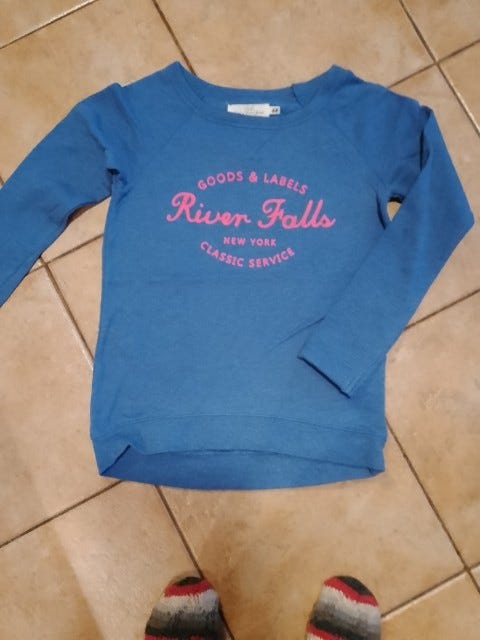 GOODS & LABELS
River Falls
NEW YORK
CLASSIC SERVICE